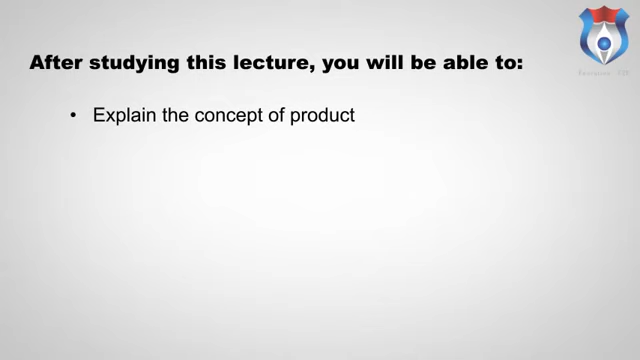 After studying this lecture, you will be able to:
• Explain the concept of product